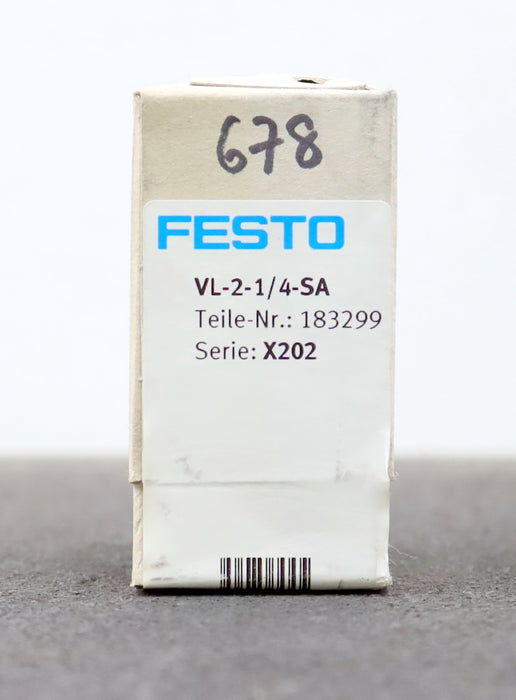 678
FESTO
VL-2-1/4-SA
Teile-Nr.: 183299
Serie: X202